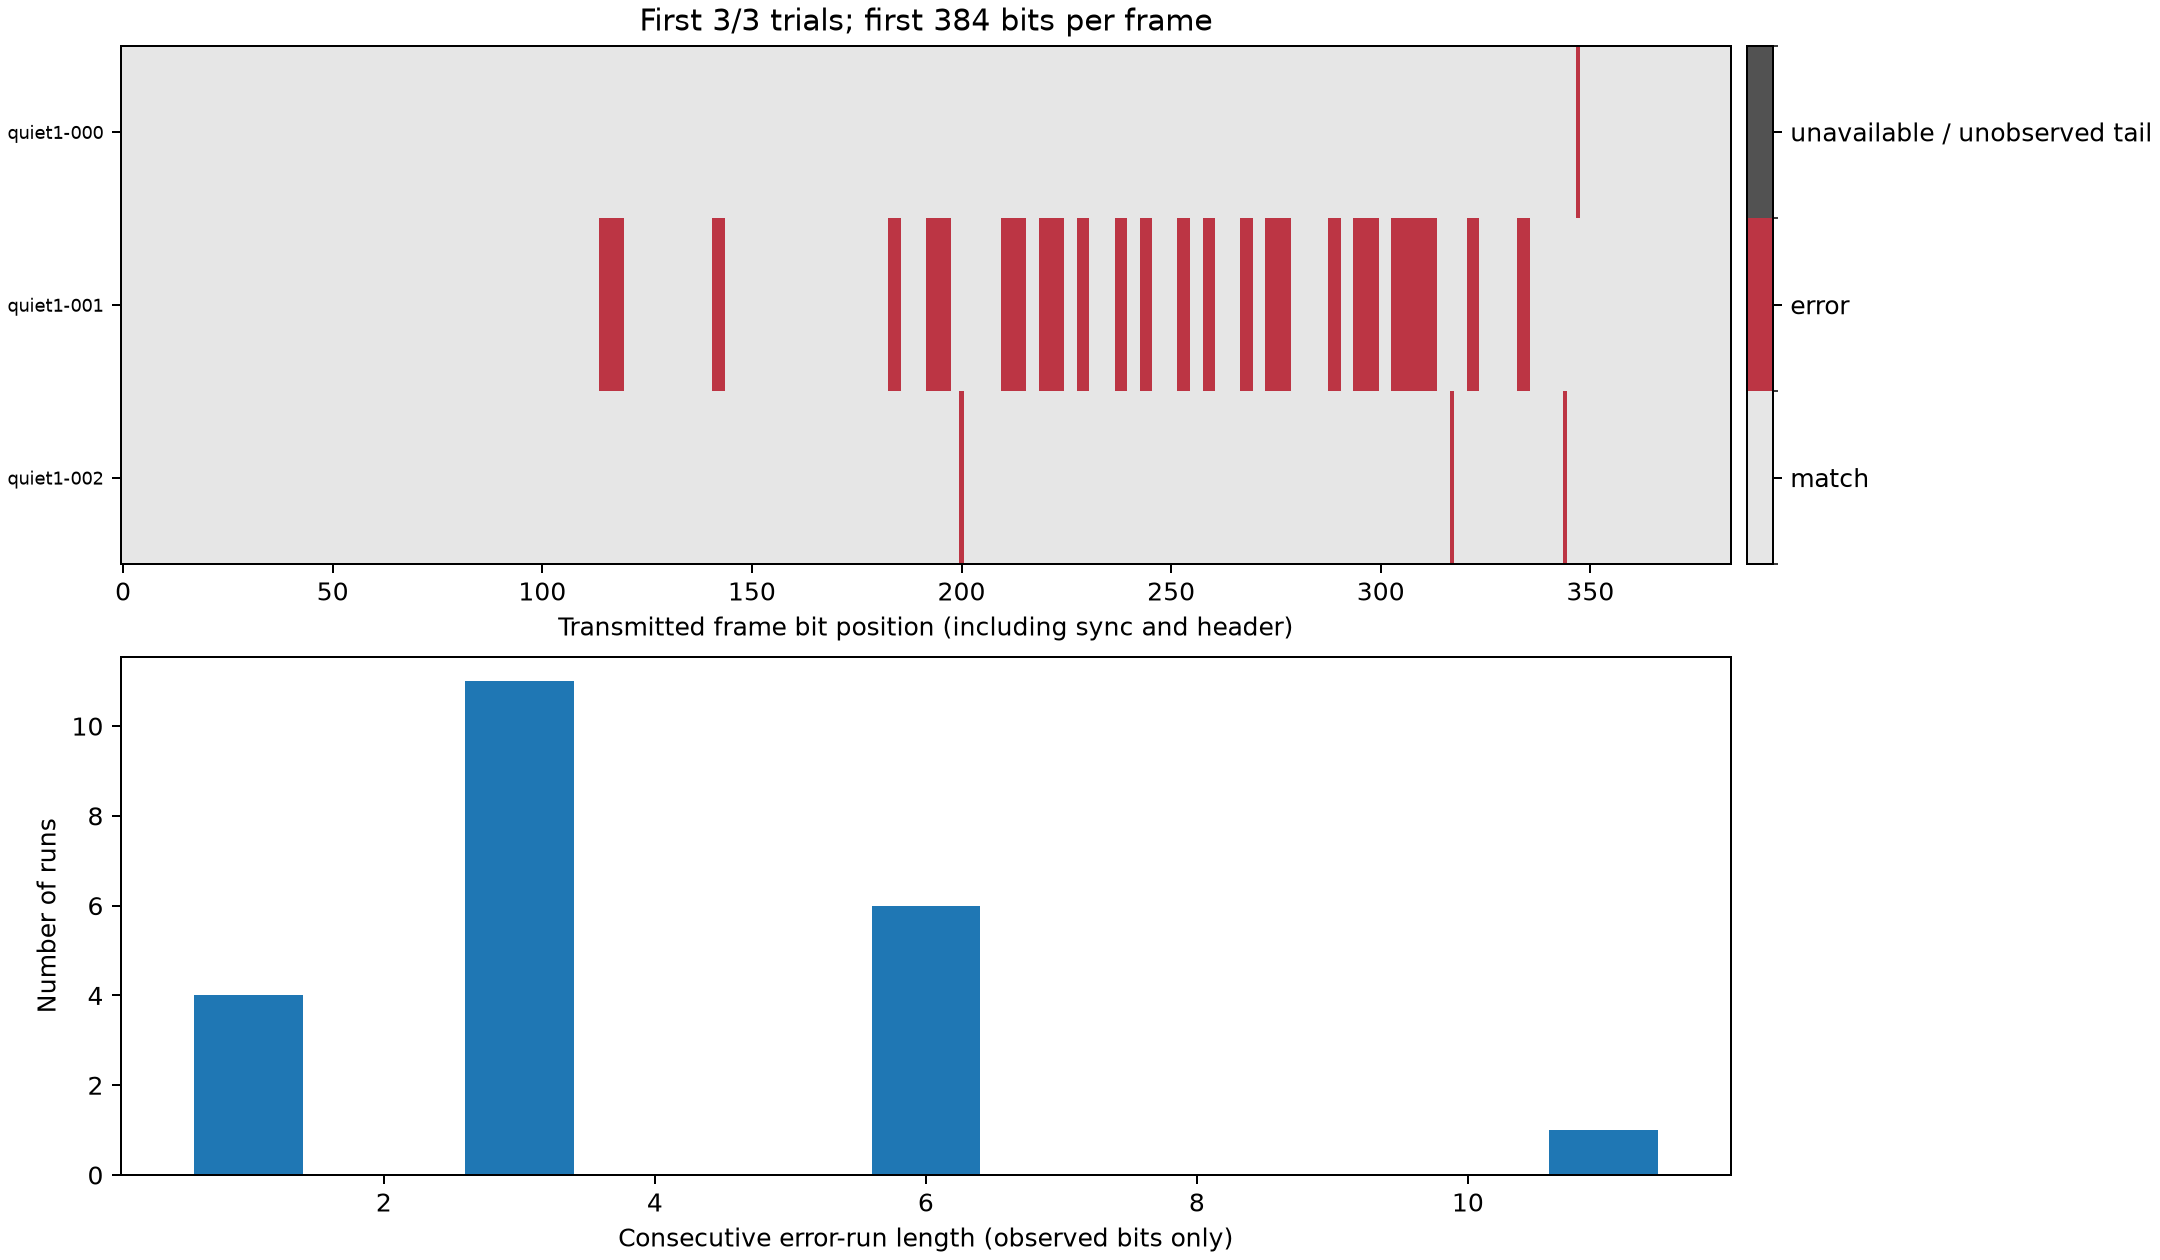 First 3/3 trials; first 384 bits per frame
quiet1-000
quiet1-001
quiet1-002
unavailable / unobserved tail
error
match
0 50 100 150 200 250 300 350
Transmitted frame bit position (including sync and header)
10
8
6
4
2
0
Number of runs
2 4 6 8 10
Consecutive error-run length (observed bits only)